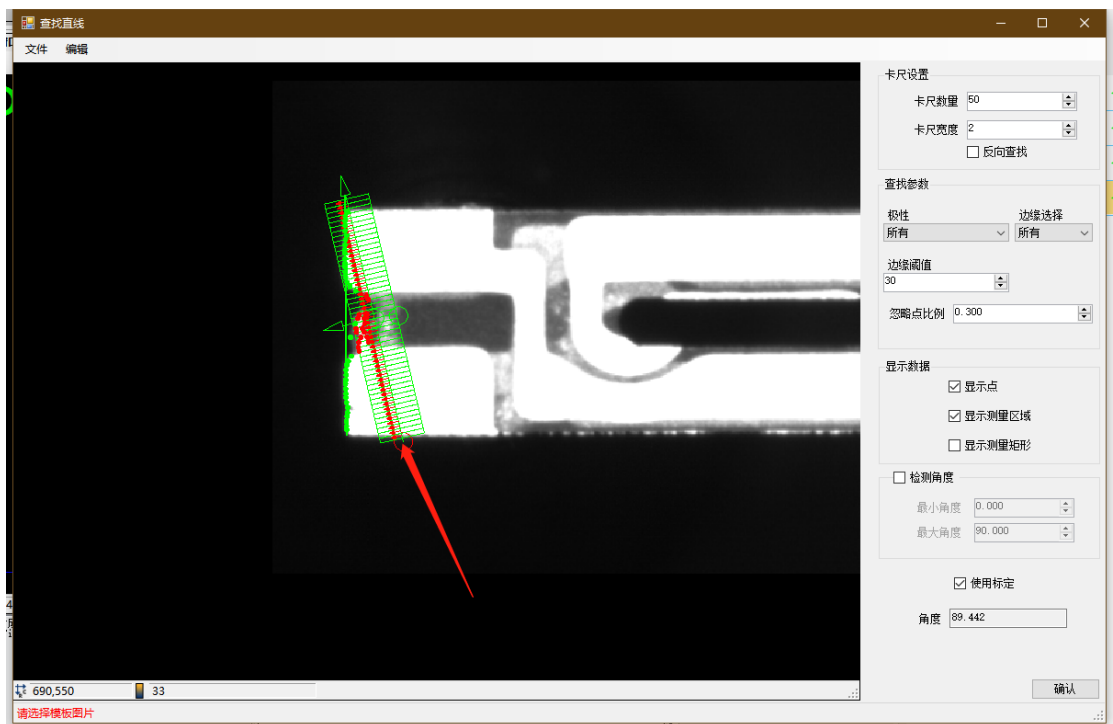 查找直线
文件 编辑
卡尺设置
卡尺数量 50
卡尺宽度 2
反向查找
查找参数
极性 边缘选择
所有 所有
边缘阈值
30
忽略点比例 0.300
显示数据
显示点
显示测量区域
显示测量矩形
检测角度
最小角度 0.000
最大角度 90.000
使用标定
角度 89.442
690,550 33
确认
请选择模板图片